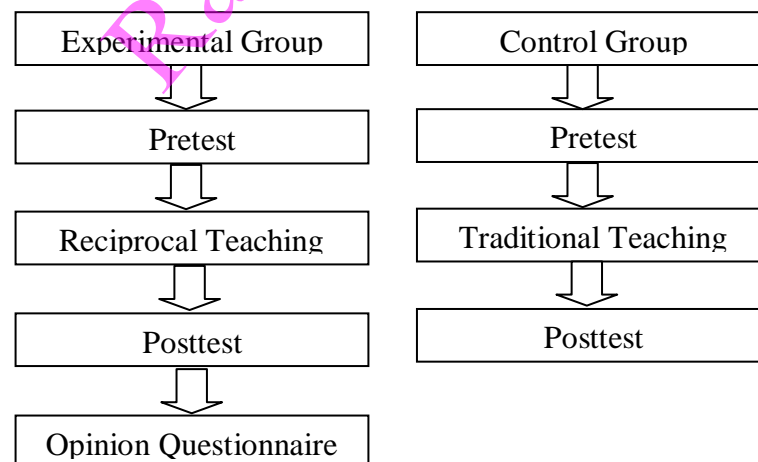 Experimental Group
Pretest
Reciprocal Teaching
Posttest
Opinion Questionnaire
Control Group
Pretest
Traditional Teaching
Posttest